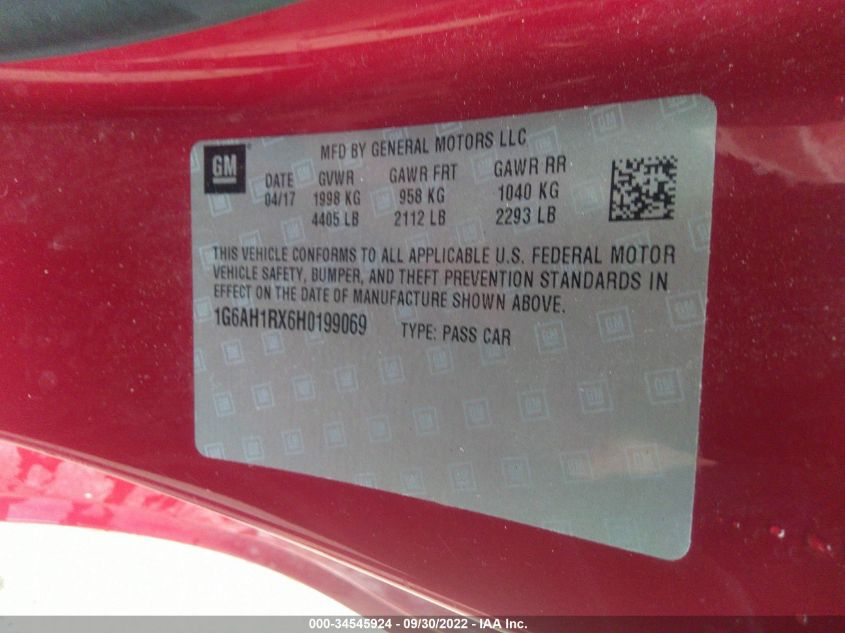 GM
MFD BY GENERAL MOTORS LLC
DATE GVWR GAWR FRT GAWR RR
04/17 1998 KG 958 KG 1040 KG
4405 LB 2112 LB 2293 LB
THIS VEHICLE CONFORMS TO ALL APPLICABLE U.S. FEDERAL MOTOR
VEHICLE SAFETY, BUMPER, AND THEFT PREVENTION STANDARDS IN
EFFECT ON THE DATE OF MANUFACTURE SHOWN ABOVE.
1G6AH1RX6H0199069 TYPE: PASS CAR
000-34545924 - 09/30/2022 - IAA Inc.